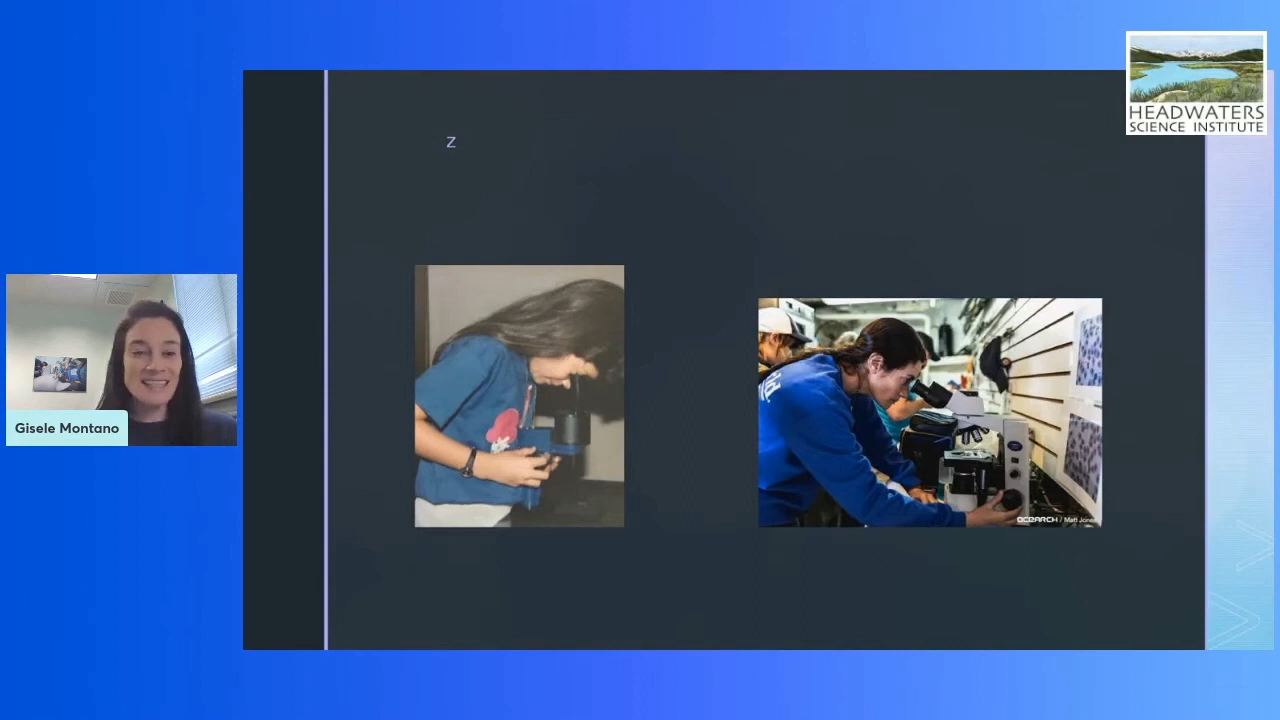 HEADWATERS
SCIENCE INSTITUTE
z
Gisele Montano
OCEARCH / Matt Jones